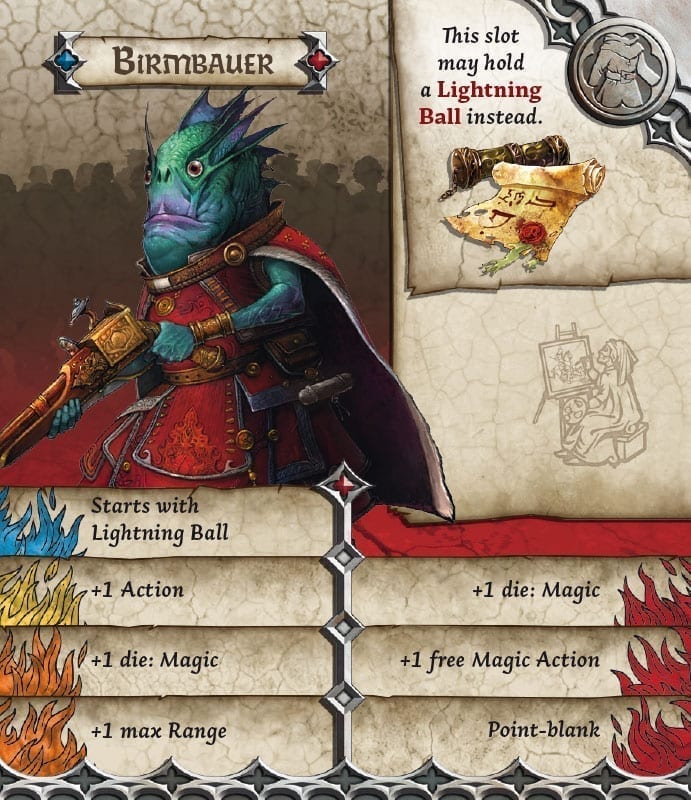 Birmbauer
This slot
may hold
a Lightning
Ball instead.
Starts with
Lightning Ball
+1 Action
+1 die: Magic
+1 max Range
+1 die: Magic
+1 free Magic Action
Point-blank